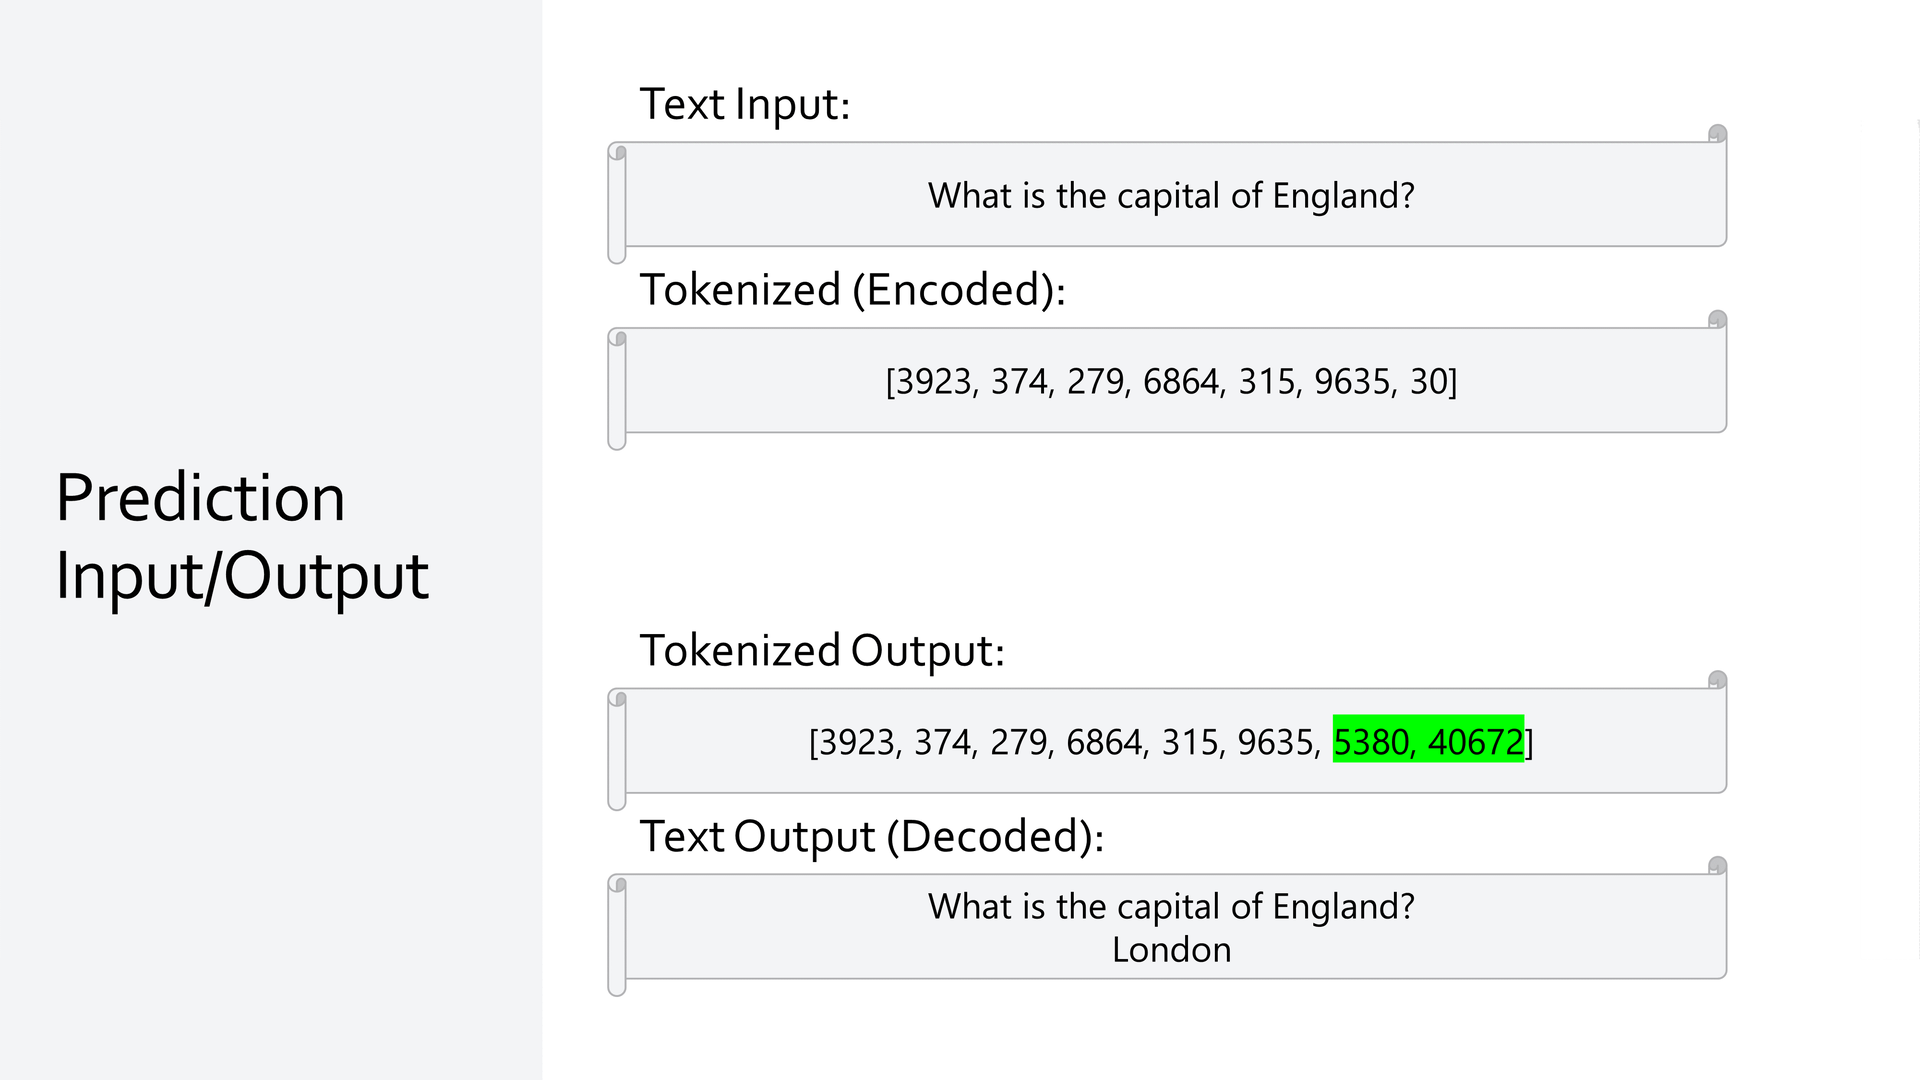 Prediction
Input/Output
Text Input:
What is the capital of England?
Tokenized (Encoded):
[3923, 374, 279, 6864, 315, 9635, 30]
Tokenized Output:
[3923, 374, 279, 6864, 315, 9635, 5380, 40672]
Text Output (Decoded):
What is the capital of England?
London